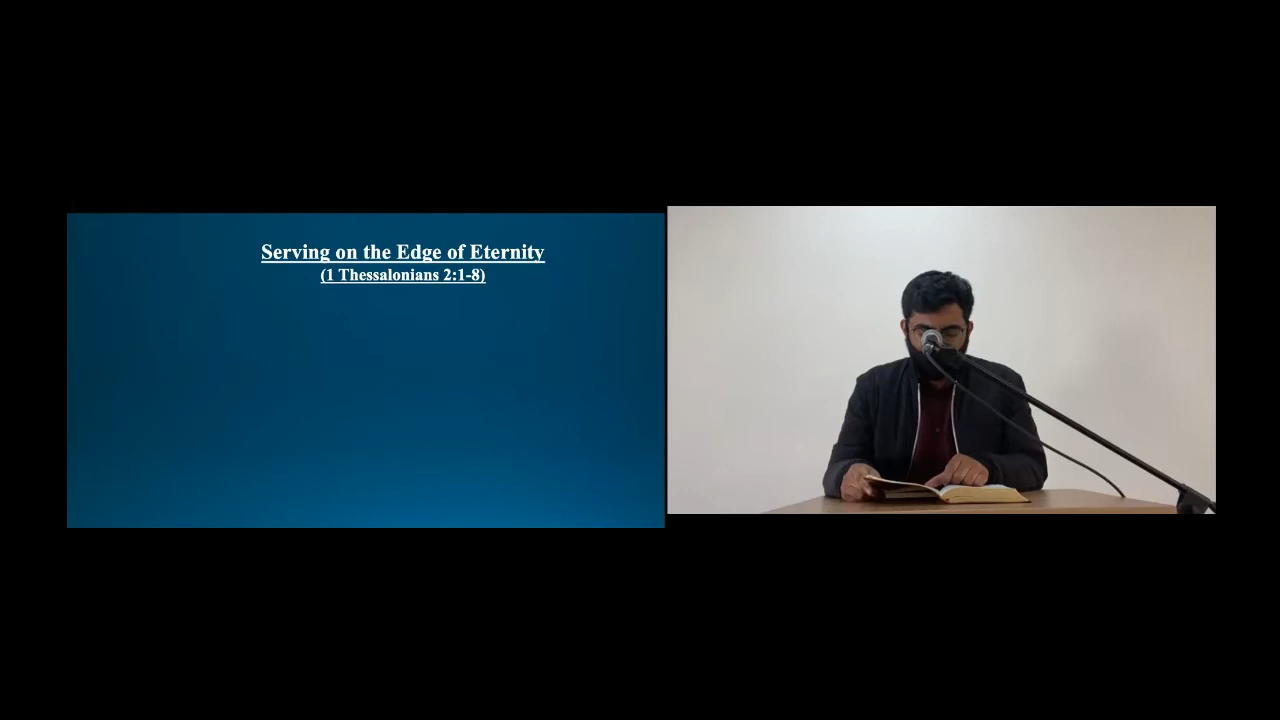 Serving on the Edge of Eternity
(1 Thessalonians 2:1-8)